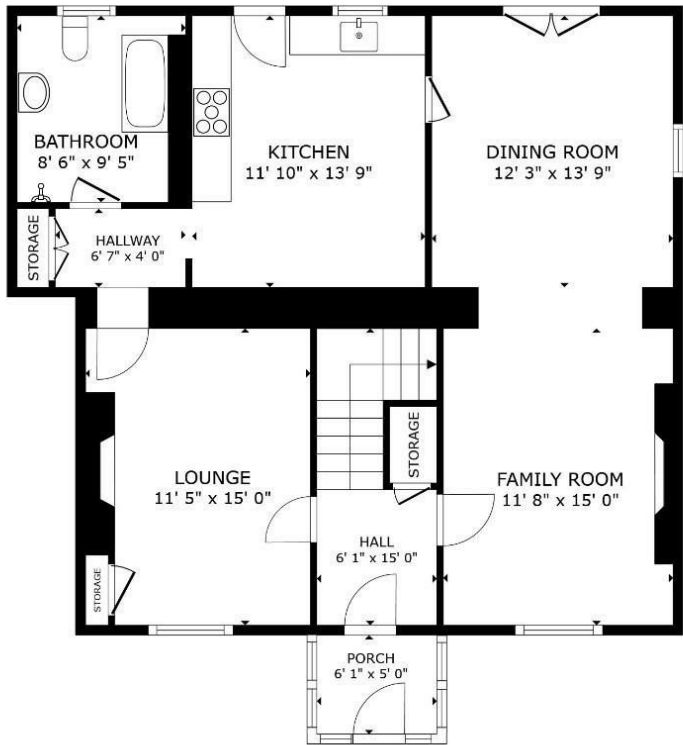 BATHROOM
8' 6" x 9' 5"
KITCHEN
11' 10" x 13' 9"
DINING ROOM
12' 3" x 13' 9"
STORAGE
HALLWAY
6' 7" x 4' 0"
LOUNGE
11' 5" x 15' 0"
STORAGE
FAMILY ROOM
11' 8" x 15' 0"
HALL
6' 1" x 15' 0"
STORAGE
PORCH
6' 1" x 5' 0"